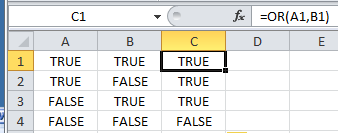 C1 fx =OR(A1,B1)
A B C D E
1 TRUE TRUE TRUE
2 TRUE FALSE TRUE
3 FALSE TRUE TRUE
4 FALSE FALSE FALSE